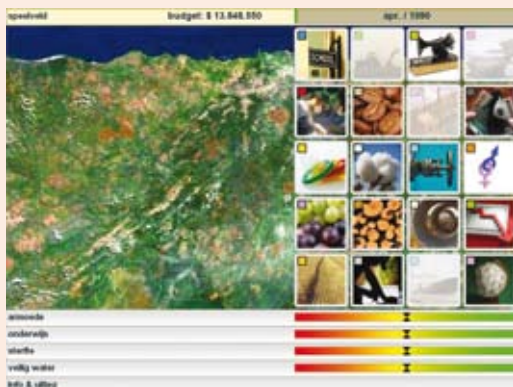 speelveld budget: $ 13.848.550 apr. / 1990
SCHOOL
armoede
onderwijs
sterfte
veilig water
info & uitleg